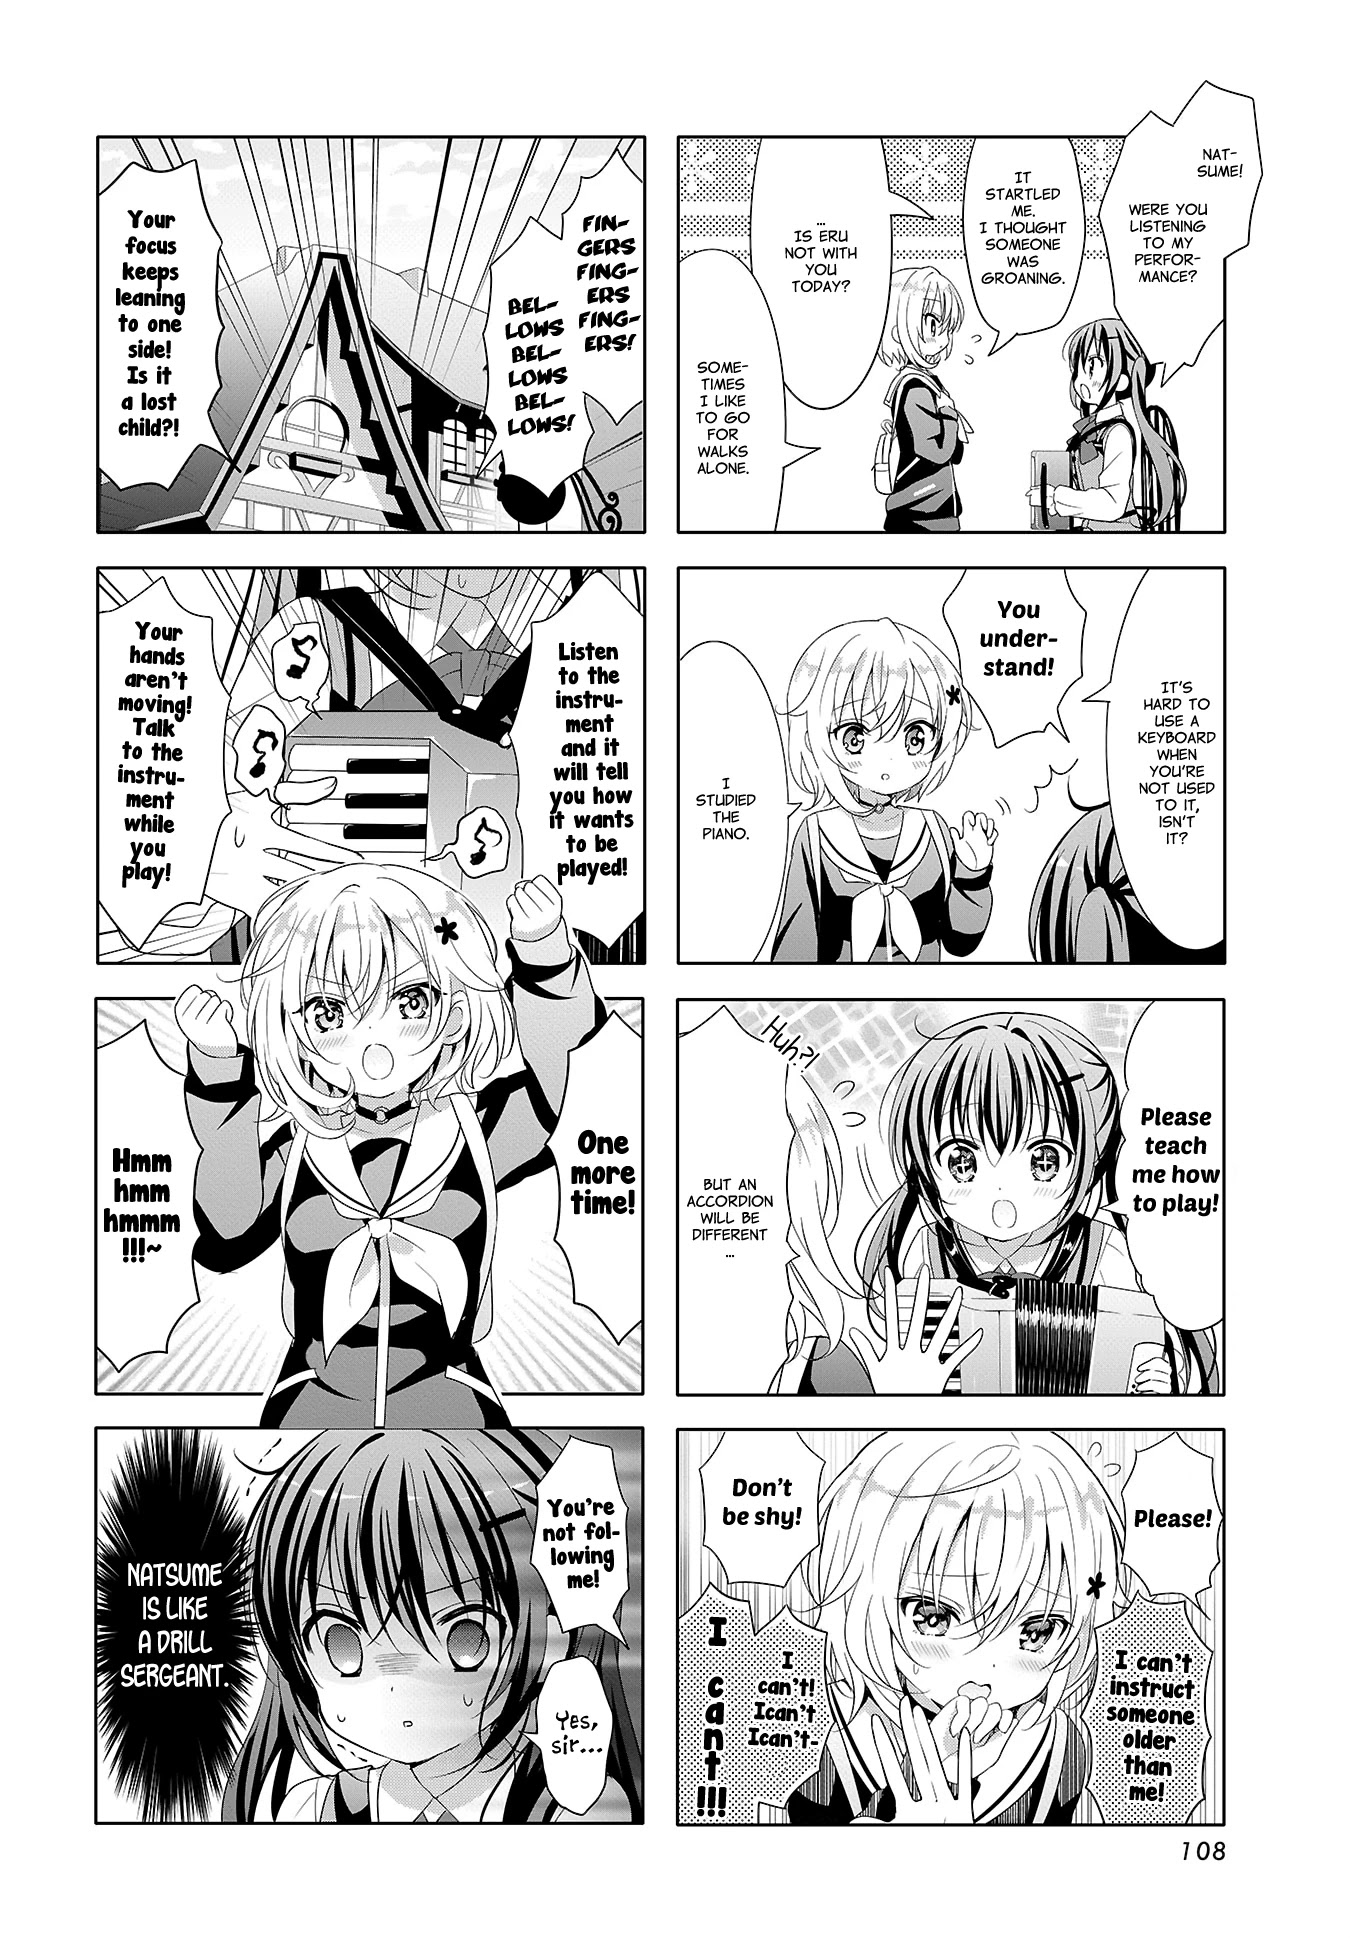 NAT-
SUME!
WERE YOU
LISTENING
TO MY
PERFOR-
MANCE?
IT
STARTLED
ME.
I THOUGHT
SOMEONE
WAS
GROANING.
...
IS ERU
NOT WITH
YOU
TODAY?
SOME-
TIMES
I LIKE
TO GO
FOR
WALKS
ALONE.
IT'S
HARD TO
USE A
KEYBOARD
WHEN
YOU'RE
NOT USED
TO IT,
ISN'T
IT?
You
under-
stand!
I
STUDIED
THE
PIANO.
Please
teach
me how
to play!
Huh?!
BUT AN
ACCORDION
WILL BE
DIFFERENT
...
Please!
I can't
instruct
someone
older
than
me!
Don't
be shy!
I
can't!
Ican't
Ican't-
I
cant!!!
FIN-
GERS
FING-
ERS
FING-
ERS!
BEL-
LOWS
BEL-
LOWS
BEL-
LOWS!
Your
focus
keeps
leaning
to one
side!
Is it
a lost
child?!
Listen
to the
instru-
ment
and it
will tell
you how
it wants
to be
played!
Your
hands
aren't
moving!
Talk
to the
instru-
ment
while
you
play!
One
more
time!
Hmm
hmm
hmmm
!!!~
You're
not fol-
lowing
me!
Yes,
sir...
NATSUME
IS LIKE
A DRILL
SERGEANT.
108